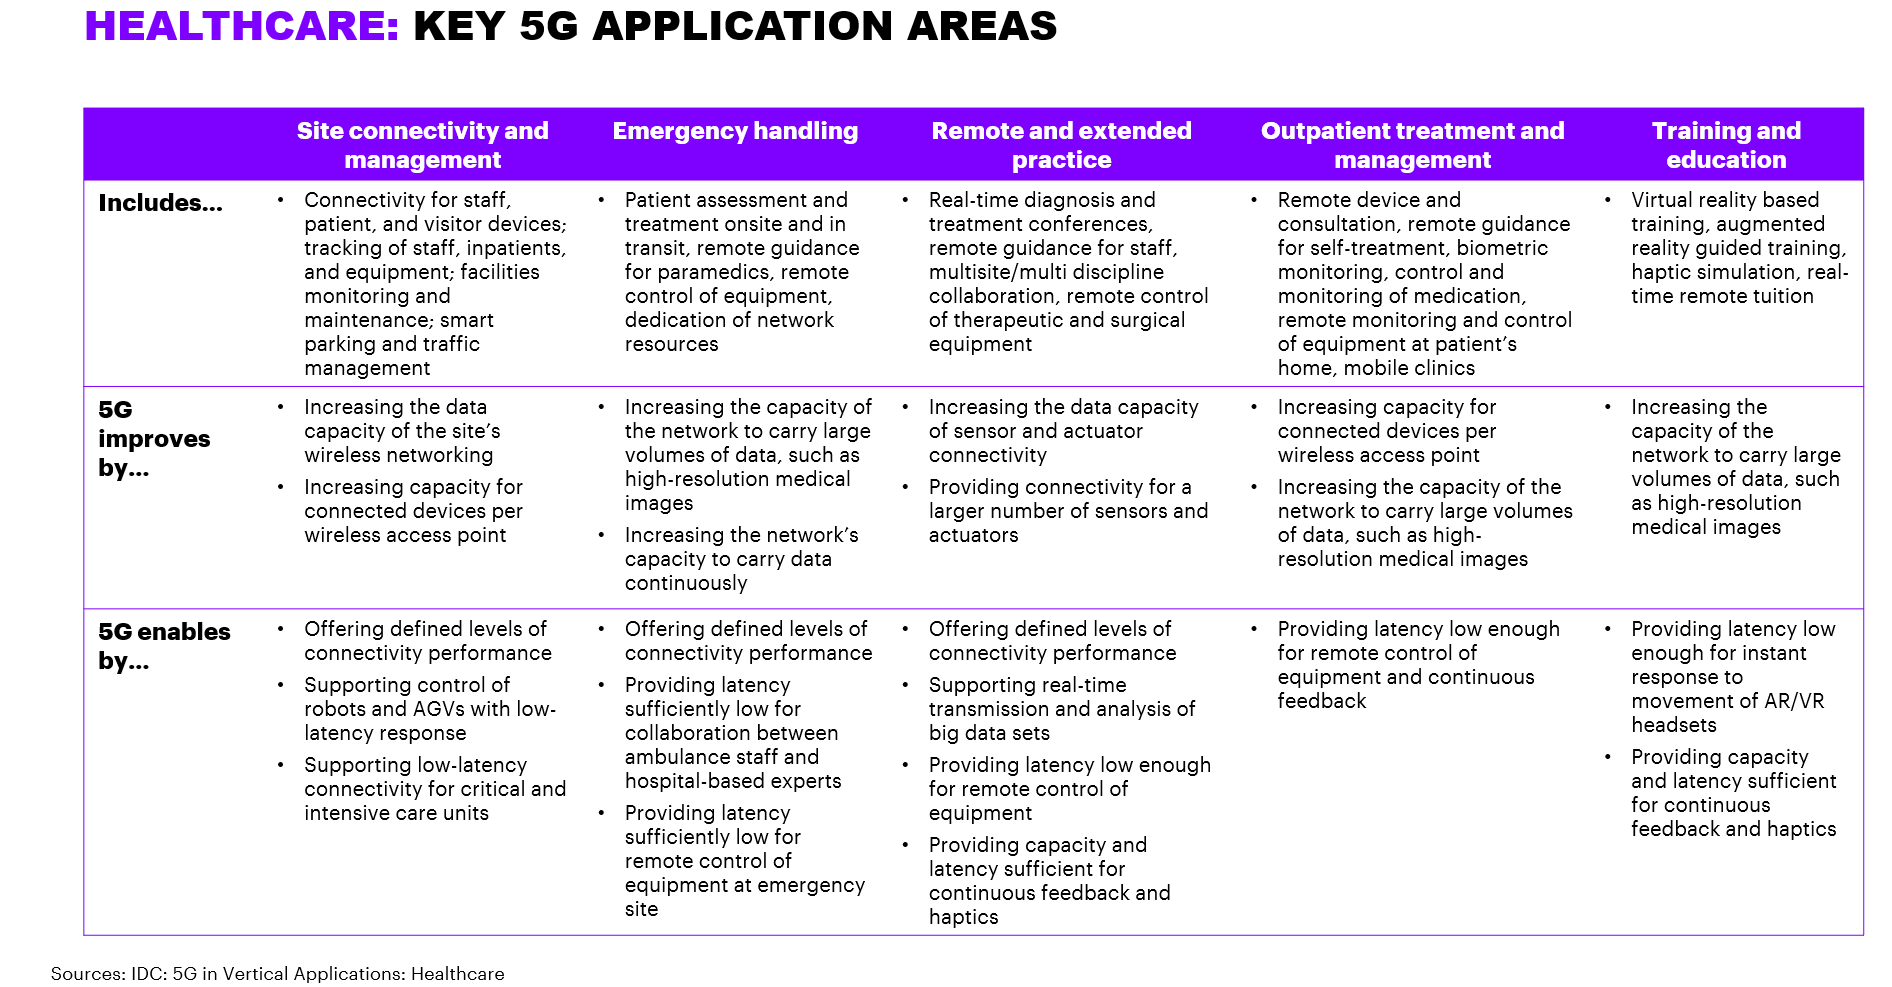 HEALTHCARE: KEY 5G APPLICATION AREAS
Site connectivity and
management
Emergency handling
Remote and extended
practice
Outpatient treatment and
management
Training and
education
Includes...
• Connectivity for staff,
patient, and visitor devices;
tracking of staff, inpatients,
and equipment; facilities
monitoring and
maintenance; smart
parking and traffic
management
• Patient assessment and
treatment onsite and in
transit, remote guidance
for paramedics, remote
control of equipment,
dedication of network
resources
• Real-time diagnosis and
treatment conferences,
remote guidance for staff,
multisite/multi discipline
collaboration, remote control
of therapeutic and surgical
equipment
• Remote device and
consultation, remote guidance
for self-treatment, biometric
monitoring, control and
monitoring of medication,
remote monitoring and control
of equipment at patient’s
home, mobile clinics
• Virtual reality based
training, augmented
reality guided training,
haptic simulation, real-
time remote tuition
5G
improves
by...
• Increasing the data
capacity of the site’s
wireless networking
• Increasing capacity for
connected devices per
wireless access point
• Increasing the capacity of
the network to carry large
volumes of data, such as
high-resolution medical
images
• Increasing the network’s
capacity to carry data
continuously
• Increasing the data capacity
of sensor and actuator
connectivity
• Providing connectivity for a
larger number of sensors and
actuators
• Increasing capacity for
connected devices per
wireless access point
• Increasing the capacity of the
network to carry large volumes
of data, such as high-
resolution medical images
• Increasing the
capacity of the
network to carry large
volumes of data, such
as high-resolution
medical images
5G enables
by...
• Offering defined levels of
connectivity performance
• Supporting control of
robots and AGVs with low-
latency response
• Supporting low-latency
connectivity for critical and
intensive care units
• Offering defined levels of
connectivity performance
• Providing latency
sufficiently low for
collaboration between
ambulance staff and
hospital-based experts
• Providing latency
sufficiently low for
remote control of
equipment at emergency
site
• Offering defined levels of
connectivity performance
• Supporting real-time
transmission and analysis of
big data sets
• Providing latency low enough
for remote control of
equipment
• Providing capacity and
latency sufficient for
continuous feedback and
haptics
• Providing latency low enough
for remote control of
equipment and continuous
feedback
• Providing latency low
enough for instant
response to
movement of AR/VR
headsets
• Providing capacity
and latency sufficient
for continuous
feedback and haptics
Sources: IDC: 5G in Vertical Applications: Healthcare